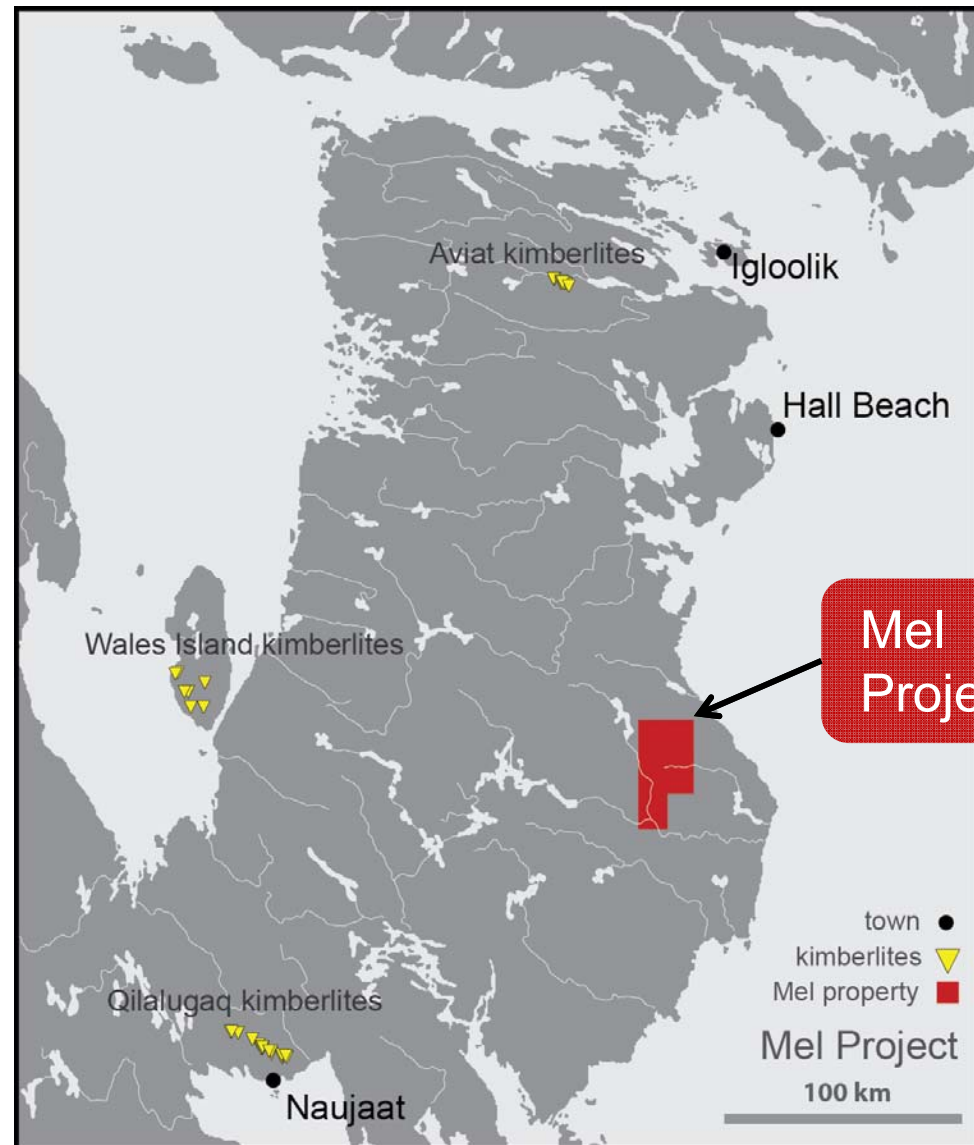 Aviat kimberlites
Igloolik
Hall Beach
Wales Island kimberlites
Mel
Proje
Qilalugaq kimberlites
Naujaat
town
kimberlites
Mel property
Mel Project
100 km